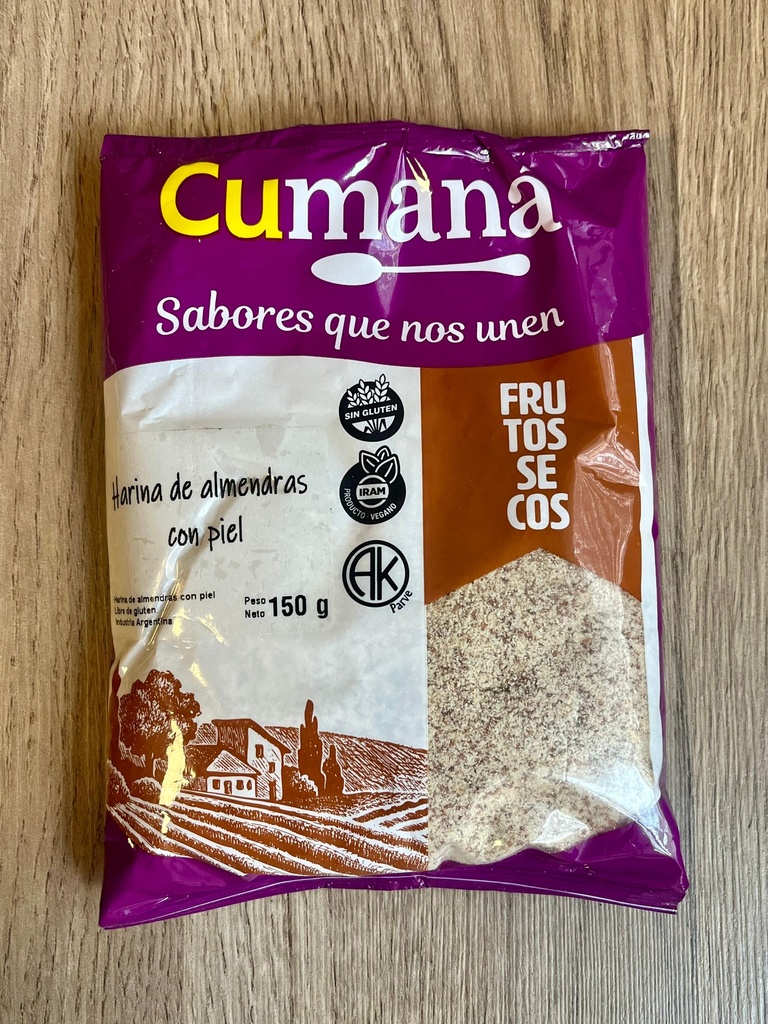 Cumaná
Sabores que nos unen
SIN GLUTEN
Harina de almendras
con piel
IRAM
PRODUCTO - VEGANO
AK
Parve
Harina de almendras con piel
Libre de gluten.
Industria Argentina
Peso
Neto 150 g
FRU
TOS
SE
COS